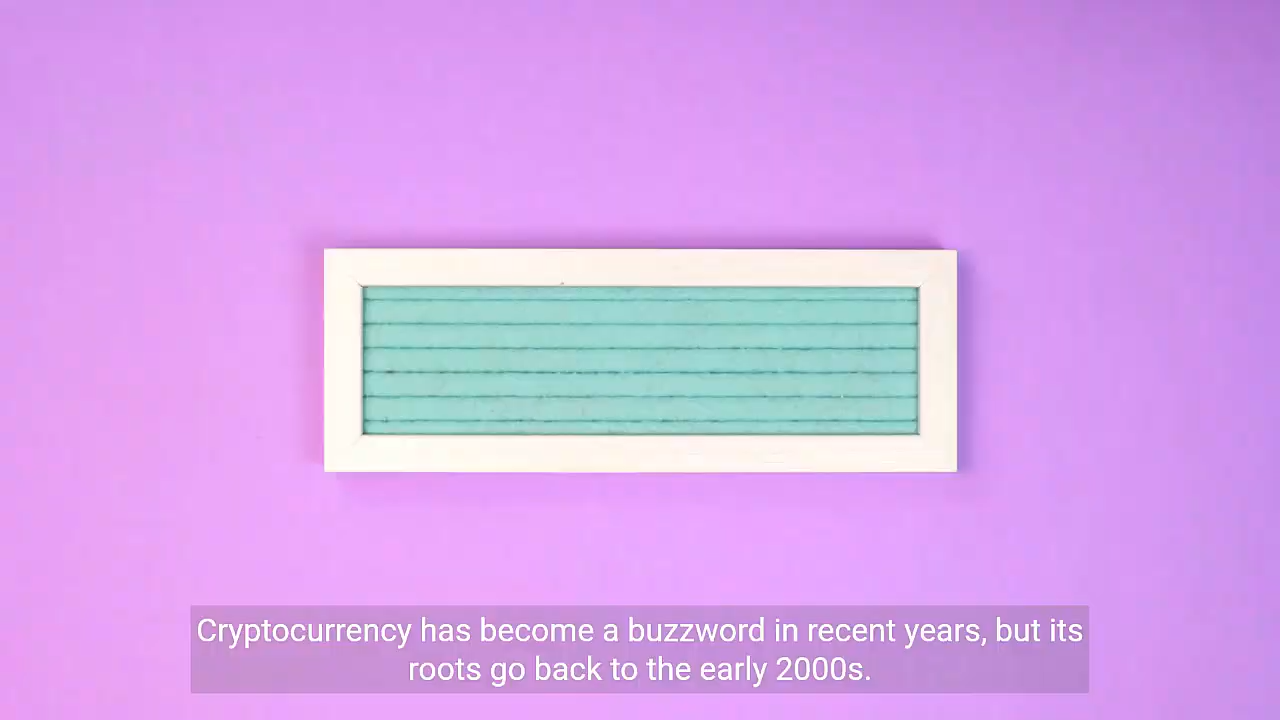 Cryptocurrency has become a buzzword in recent years, but its
roots go back to the early 2000s.